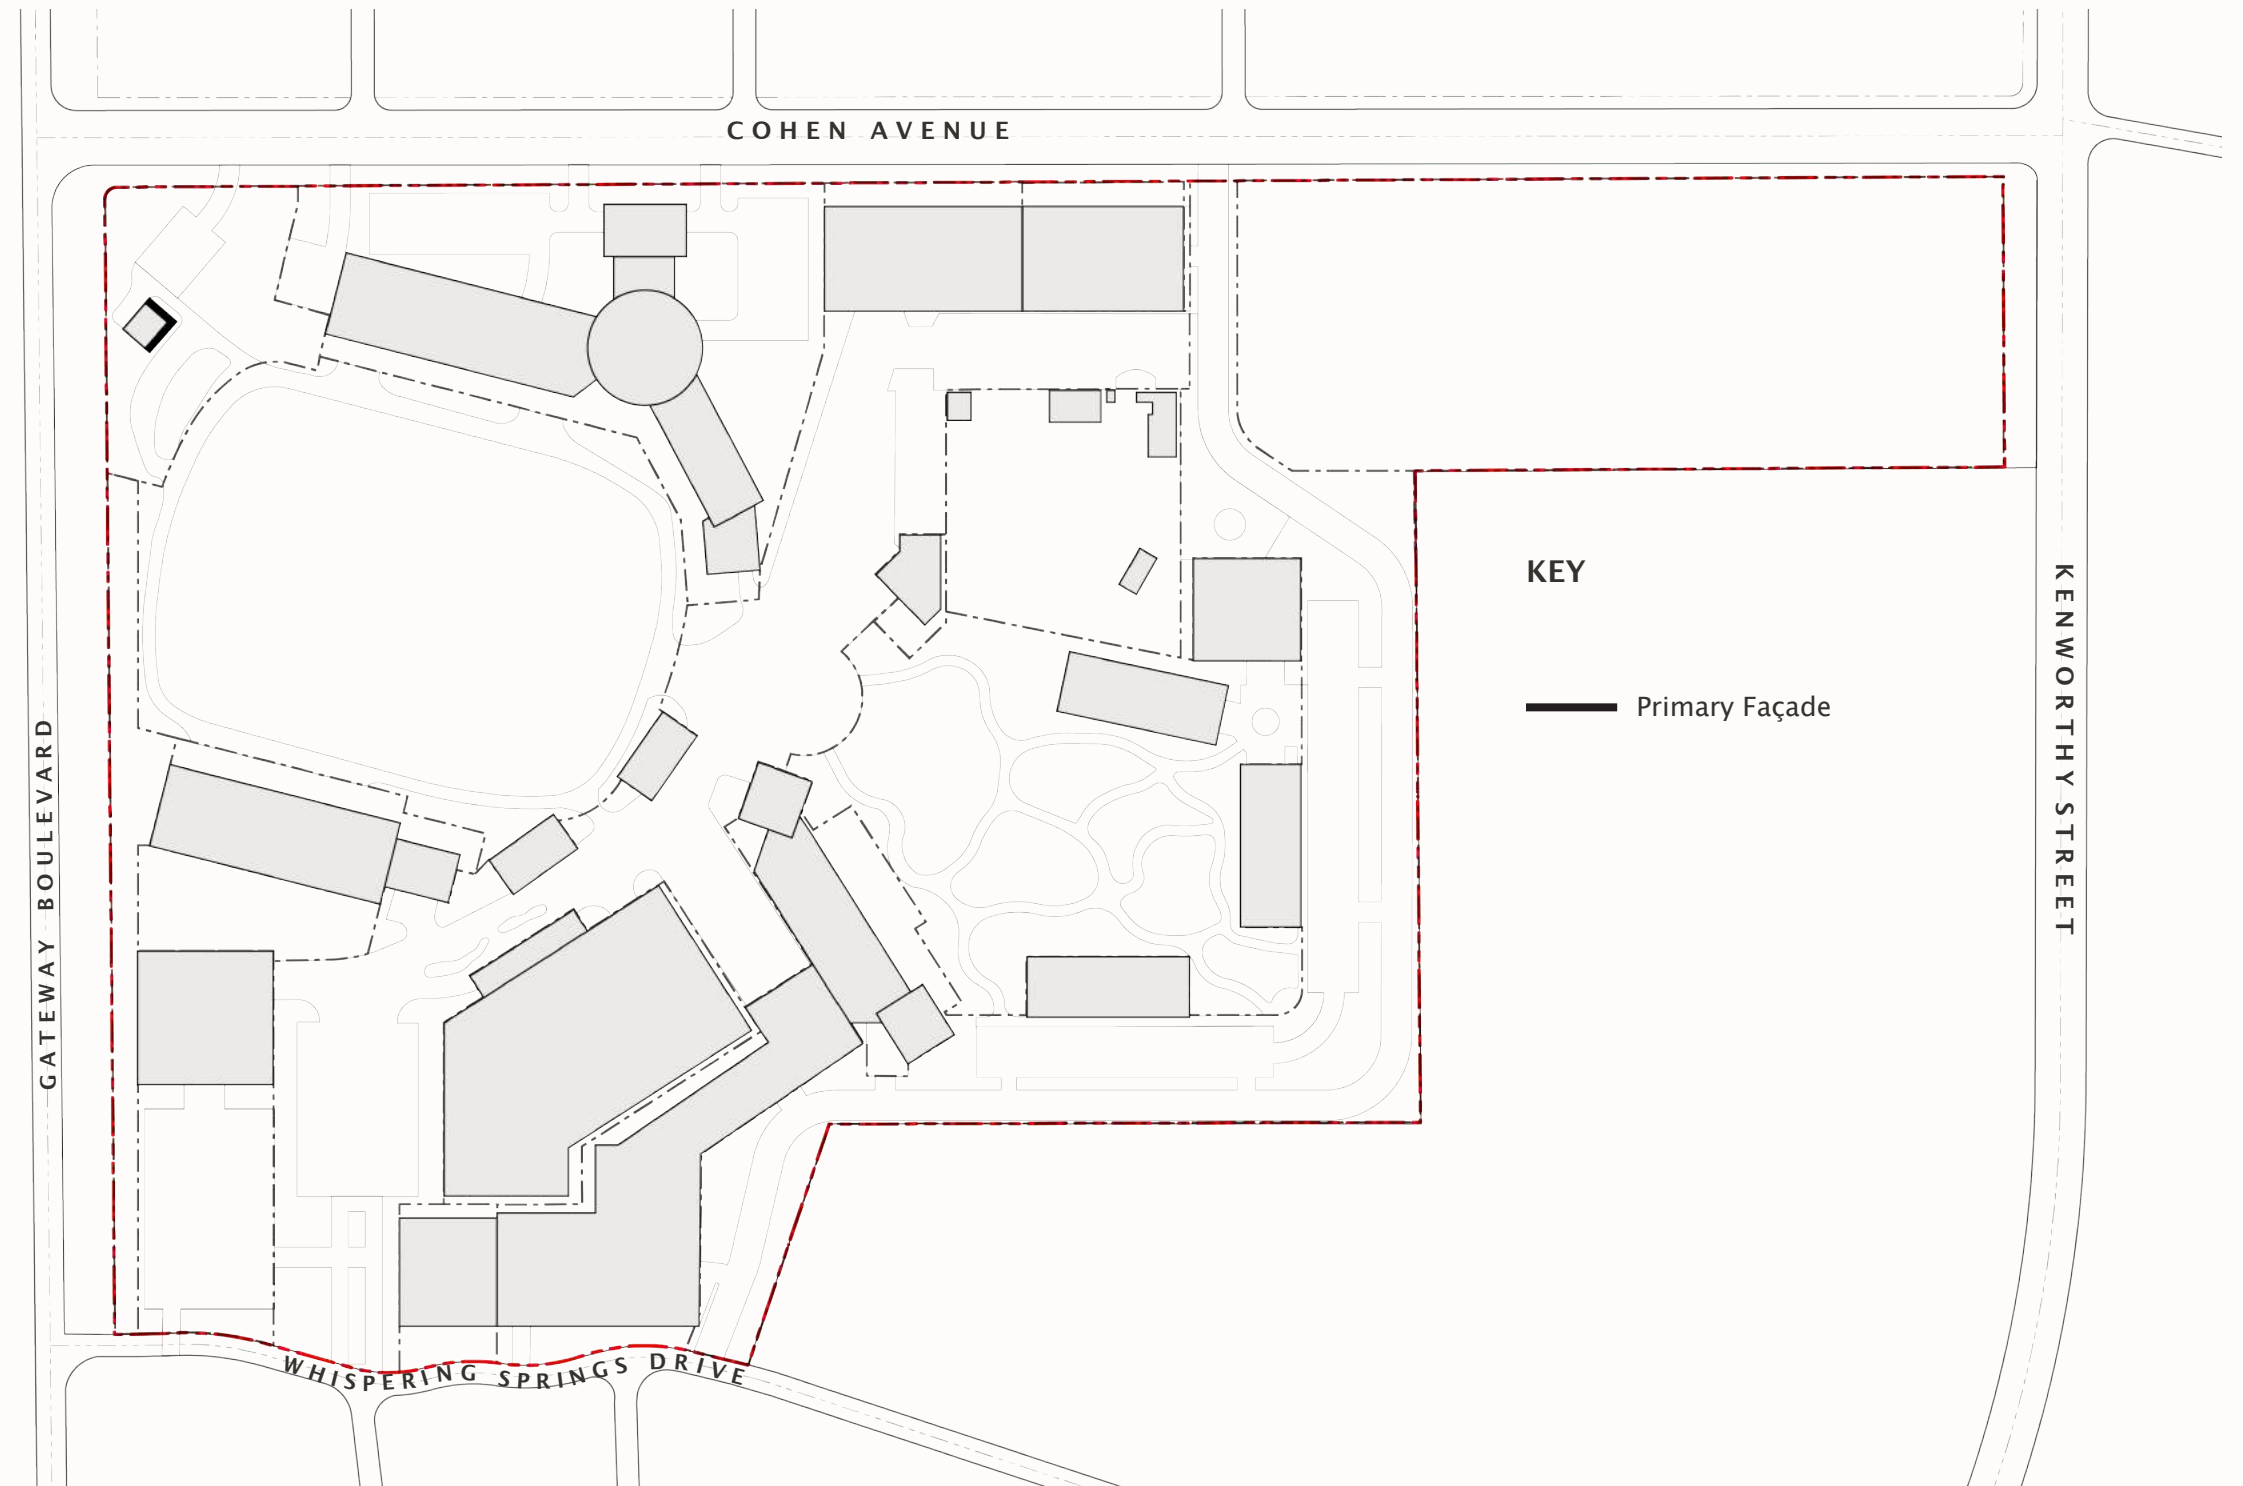 COHEN AVENUE
KEY
Primary Façade
KENWORTHY STREET
GATEWAY BOULEVARD
WHISPERING SPRINGS DRIVE